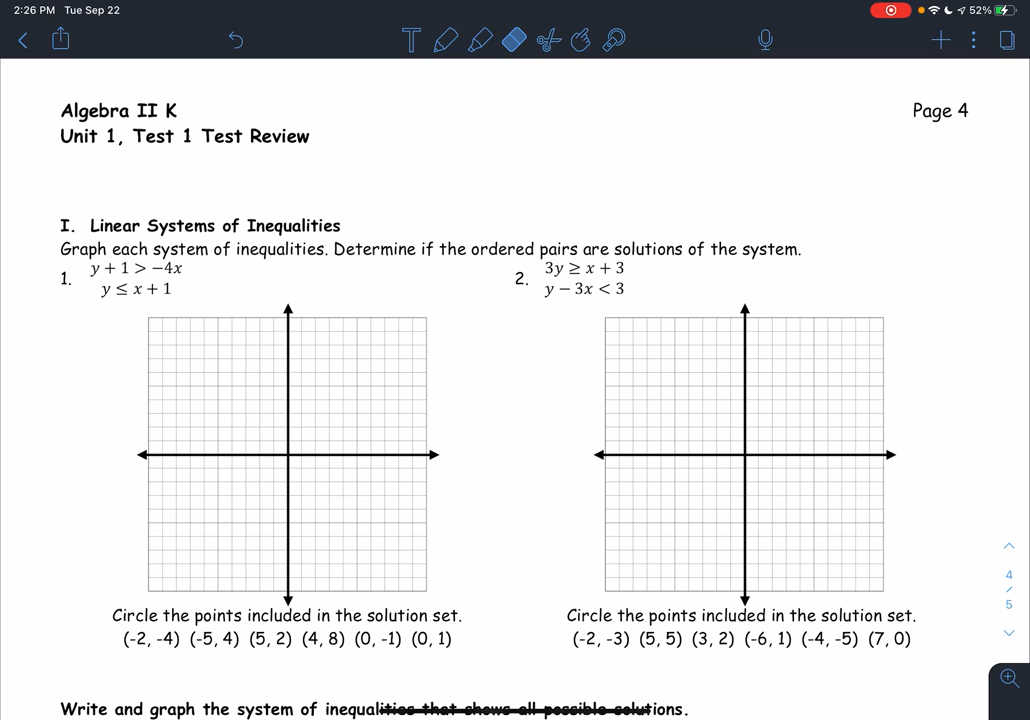 2:26 PM Tue Sep 22
52%
Algebra II K
Page 4
Unit 1, Test 1 Test Review
I. Linear Systems of Inequalities
Graph each system of inequalities. Determine if the ordered pairs are solutions of the system.
1. y + 1 > −4x
y ≤ x + 1
2. 3y ≥ x + 3
y − 3x < 3
Circle the points included in the solution set.
(-2, -4) (-5, 4) (5, 2) (4, 8) (0, -1) (0, 1)
Circle the points included in the solution set.
(-2, -3) (5, 5) (3, 2) (-6, 1) (-4, -5) (7, 0)
4
/
5
Write and graph the system of inequalities that shows all possible solutions.